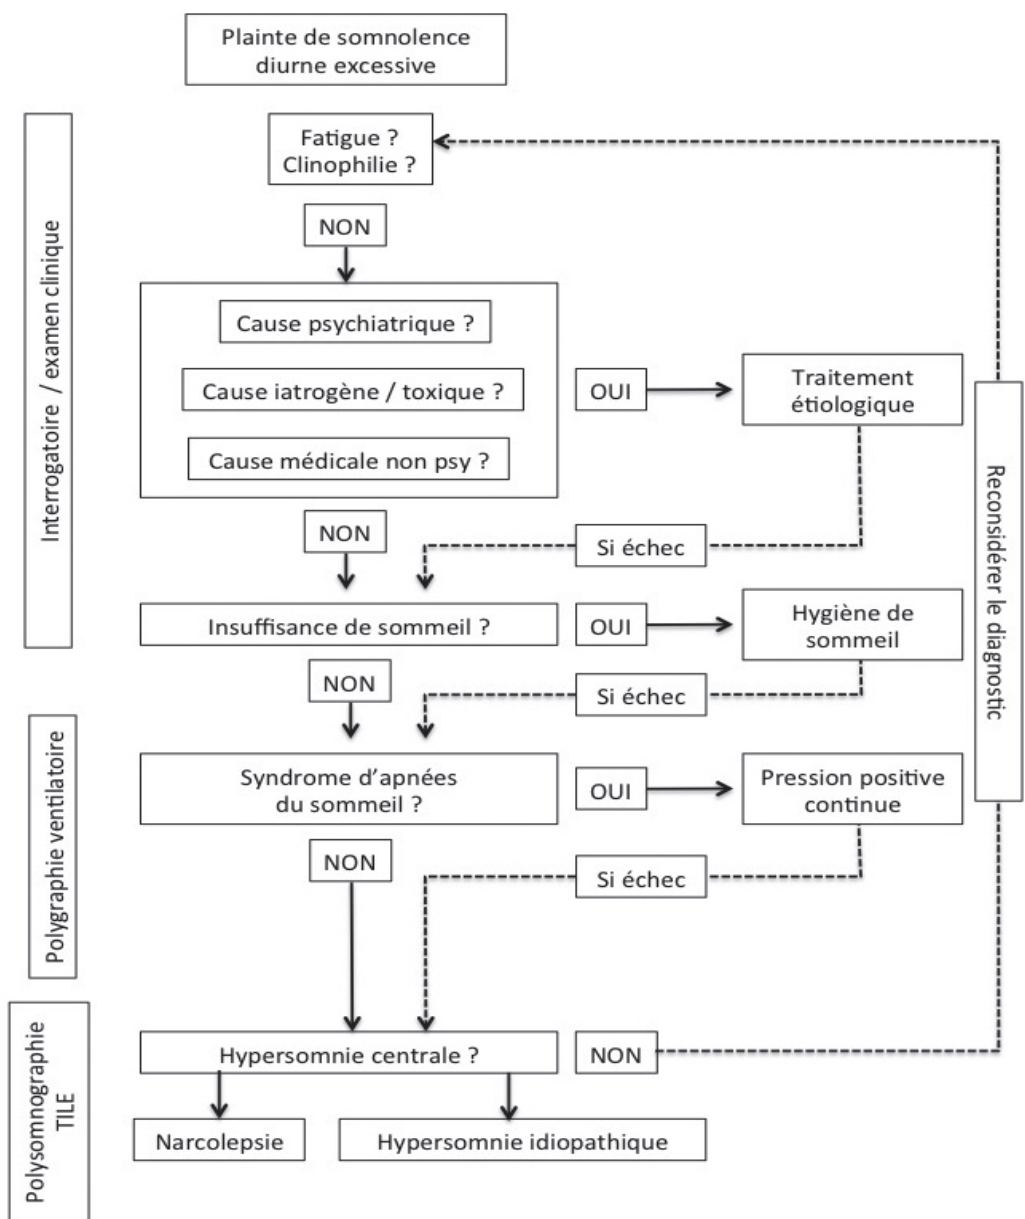 Plainte de somnolence
diurne excessive
Interrogatoire / examen clinique
Fatigue ?
Clinophilie ?
NON
Cause psychiatrique ?
Cause iatrogène / toxique ?
Cause médicale non psy ?
OUI
Traitement
étiologique
Reconsidérer le diagnostic
NON
Si échec
Insuffisance de sommeil ?
OUI
Hygiène de
sommeil
NON
Si échec
Polygraphie ventilatoire
Syndrome d'apnées
du sommeil ?
OUI
Pression positive
continue
NON
Si échec
Polysomnographie
TILE
Hypersomnie centrale ?
NON
Narcolepsie
Hypersomnie idiopathique